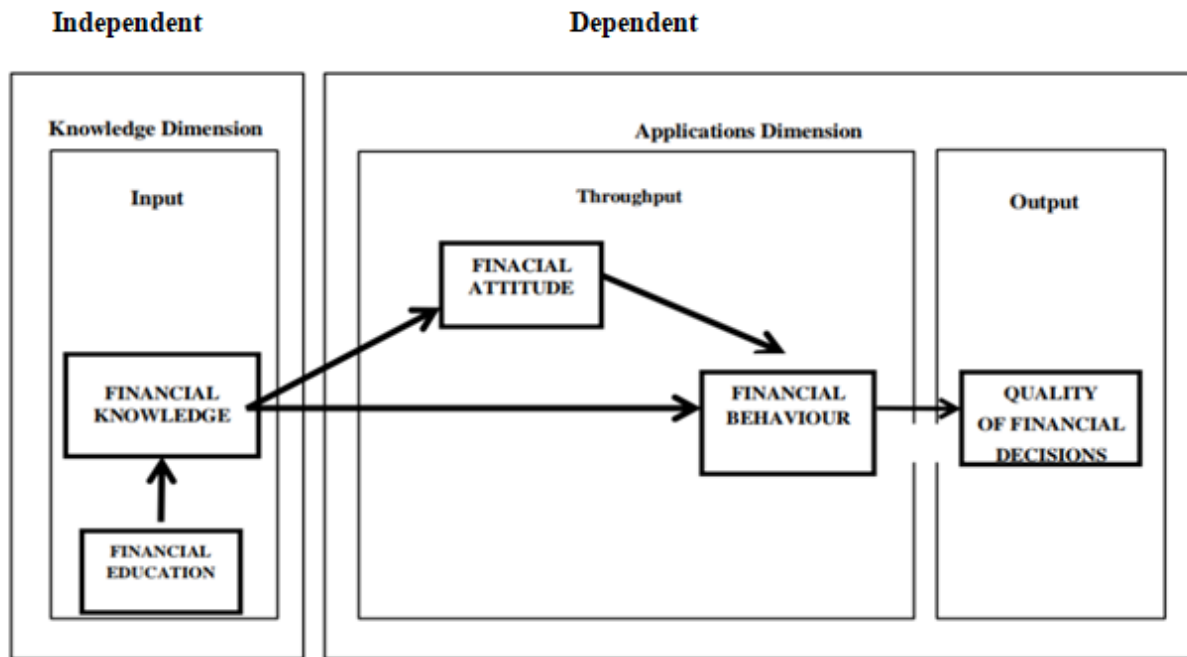 Independent
Dependent
Knowledge Dimension
Applications Dimension
Input
Throughput
Output
FINACIAL
ATTITUDE
FINANCIAL
KNOWLEDGE
FINANCIAL
BEHAVIOUR
QUALITY
OF FINANCIAL
DECISIONS
FINANCIAL
EDUCATION